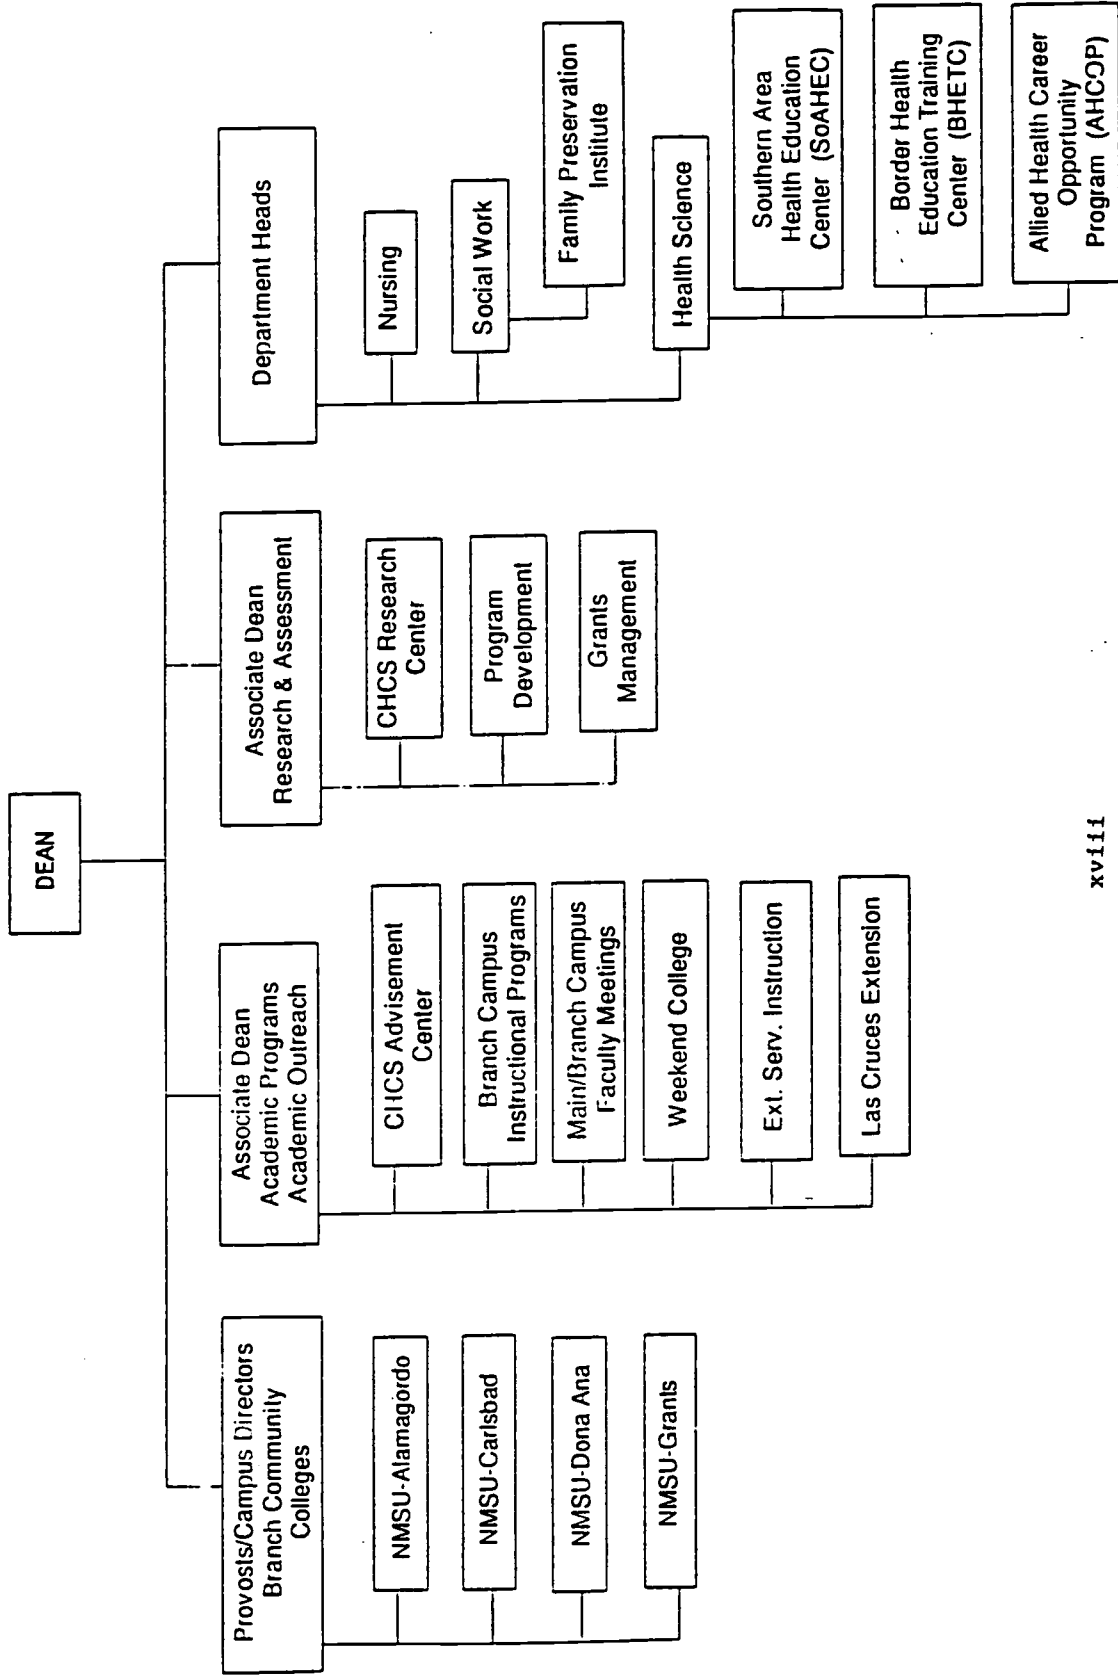 DEAN
Provosts/Campus Directors
Branch Community
Colleges
NMSU-Alamagordo
NMSU-Carlsbad
NMSU-Dona Ana
NMSU-Grants
Associate Dean
Academic Programs
Academic Outreach
CHCS Advisement
Center
Branch Campus
Instructional Programs
Main/Branch Campus
Faculty Meetings
Weekend College
Ext. Serv. Instruction
Las Cruces Extension
Associate Dean
Research & Assessment
CHCS Research
Center
Program
Development
Grants
Management
Department Heads
Nursing
Social Work
Family Preservation
Institute
Health Science
Southern Area
Health Education
Center (SoAHEC)
Border Health
Education Training
Center (BHETC)
Allied Health Career
Opportunity
Program (AHCOP)
xviii